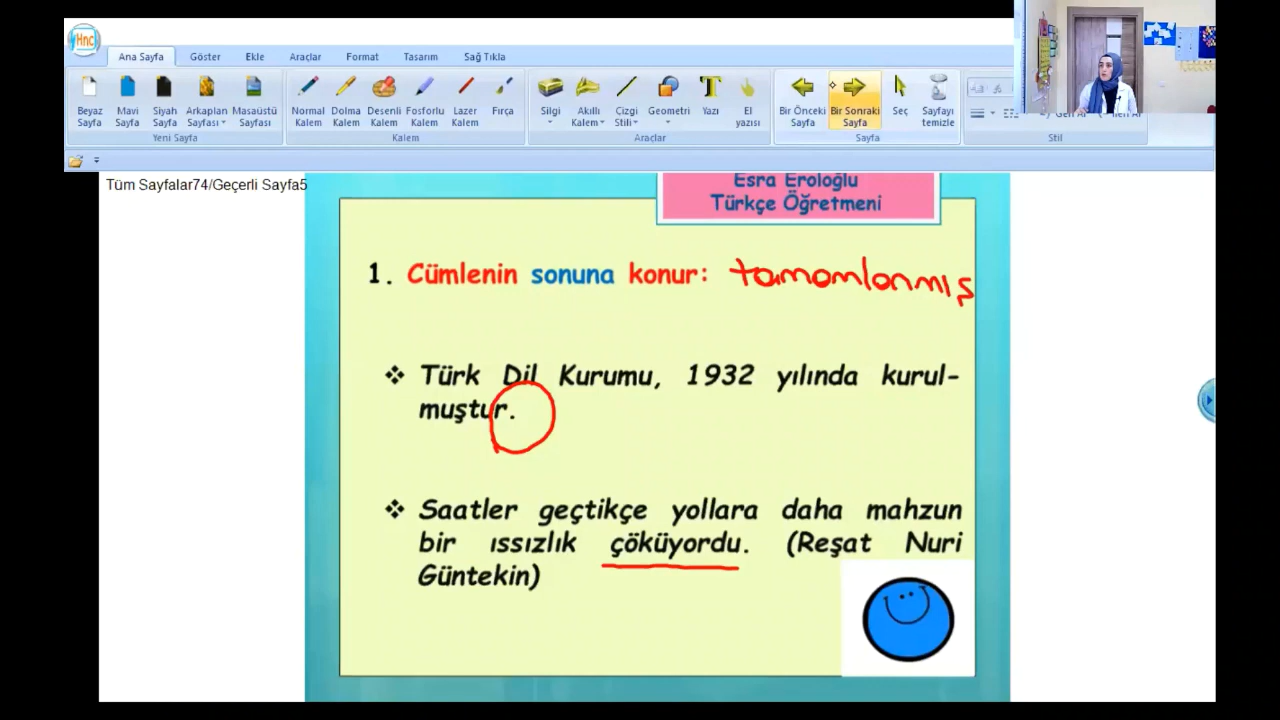 Hnc
Ana Sayfa Göster Ekle Araçlar Format Tasarım Sağ Tıkla
Beyaz Sayfa Mavi Sayfa Siyah Sayfa Arkaplan Sayfası Masaüstü Sayfası
Normal Kalem Dolma Kalem Desenli Kalem Fosforlu Kalem Lazer Kalem Fırça
Silgi Akıllı Kalem Çizgi Stili Geometri Yazı El yazısı
Bir Önceki Sayfa Bir Sonraki Sayfa Seç Sayfayı temizle
Yeni Sayfa Kalem Araçlar Sayfa Stil
Tüm Sayfalar74/Geçerli Sayfa5
Esra Eroloğlu
Türkçe Öğretmeni
1. Cümlenin sonuna konur: tamamlanmış
❖ Türk Dil Kurumu, 1932 yılında kurul-
muştur.
❖ Saatler geçtikçe yollara daha mahzun
bir ıssızlık çöküyordu. (Reşat Nuri
Güntekin)